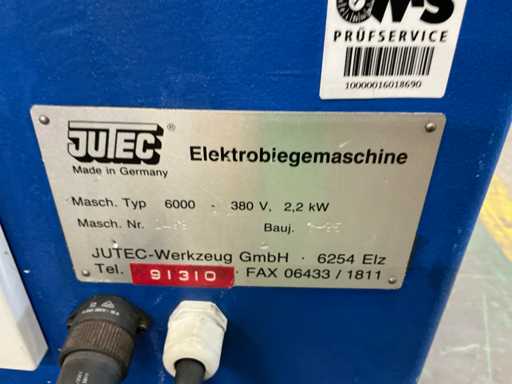 W-S
PRÜFSERVICE
10000016018690
JUTEC ®
Made in Germany
Elektrobiegemaschine
Masch. Typ 6000 - 380 V, 2,2 kW
Masch. Nr. Bauj.
JUTEC-Werkzeug GmbH · 6254 Elz
Tel. 91310 · FAX 06433 / 1811